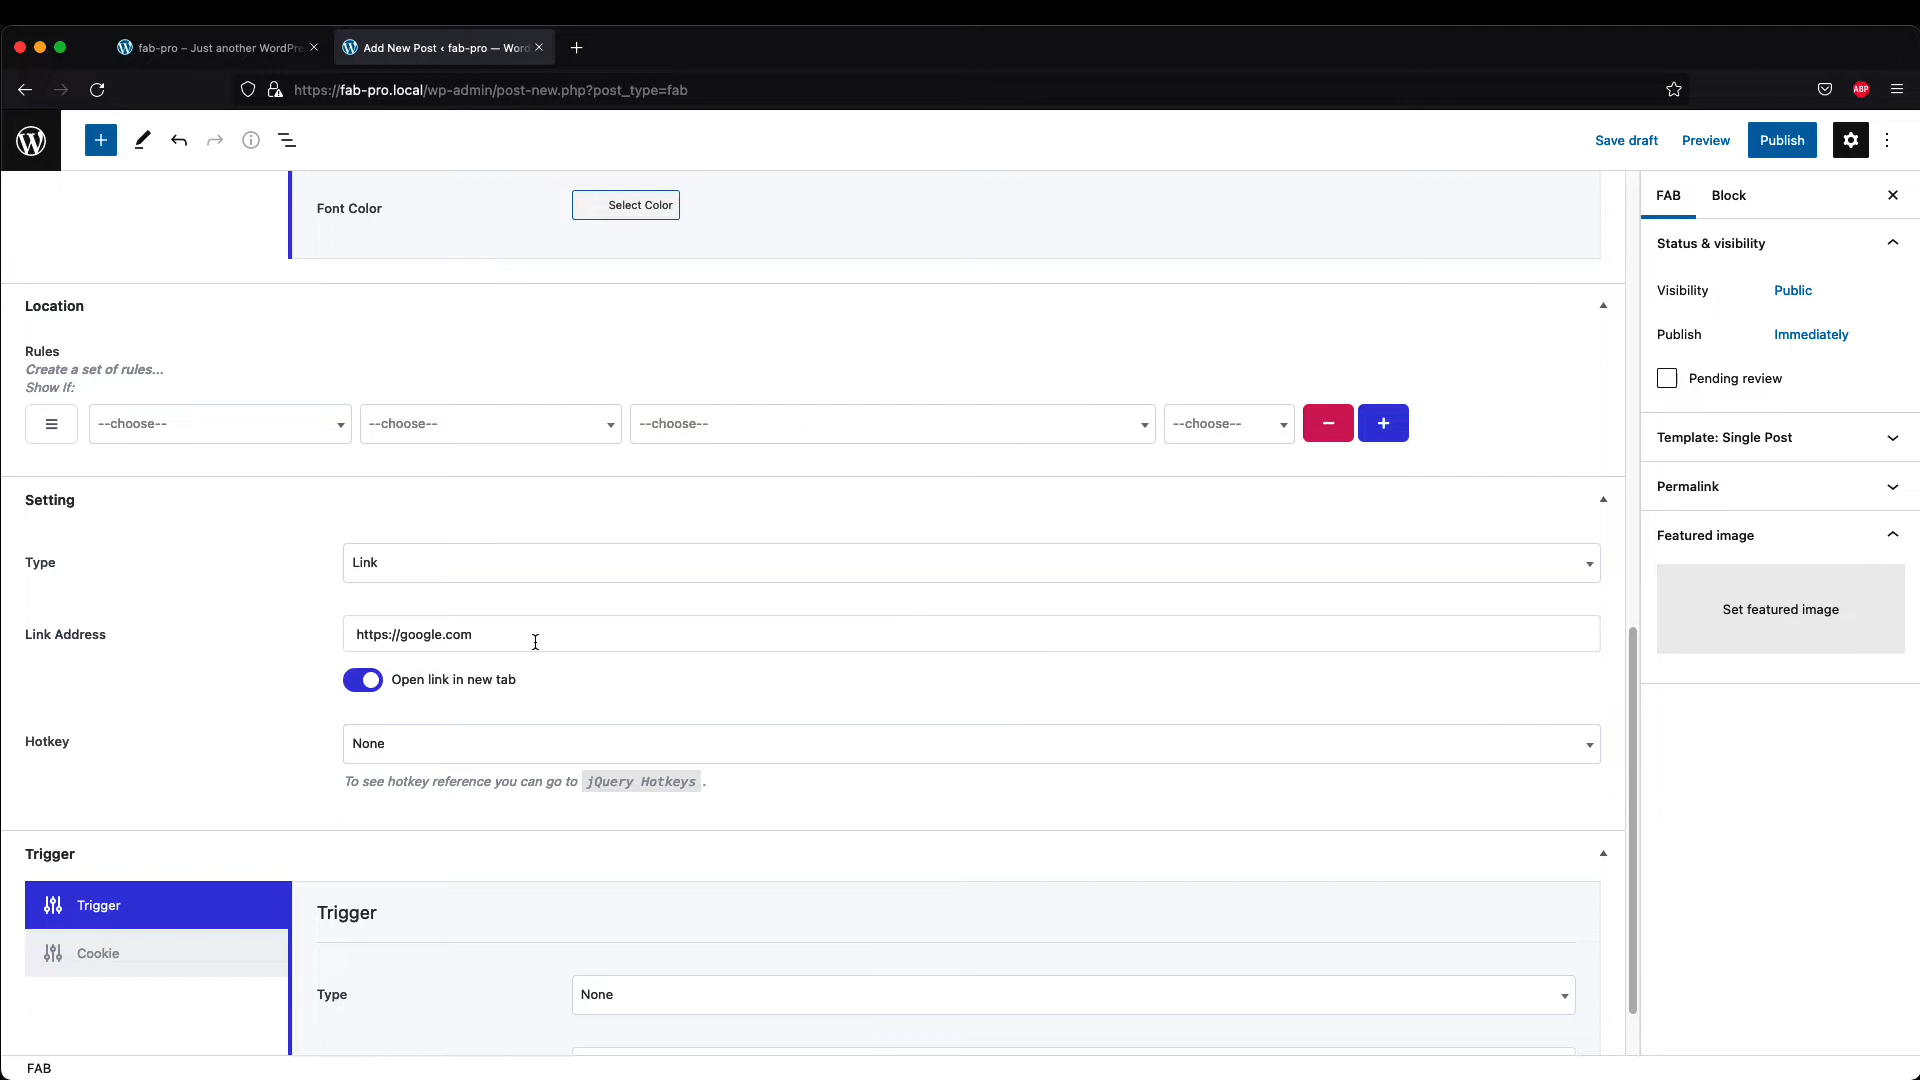 fab-pro – Just another WordPre
Add New Post ‹ fab-pro — Word
https://fab-pro.local/wp-admin/post-new.php?post_type=fab
ABP
Save draft
Preview
Publish
Font Color
Select Color
Location
Rules
Create a set of rules...
Show If:
--choose--
--choose--
--choose--
--choose--
Setting
Type
Link
Link Address
https://google.com
Open link in new tab
Hotkey
None
To see hotkey reference you can go to jQuery Hotkeys .
Trigger
Trigger
Cookie
Trigger
Type
None
FAB
Block
Status & visibility
Visibility
Public
Publish
Immediately
Pending review
Template: Single Post
Permalink
Featured image
Set featured image
FAB